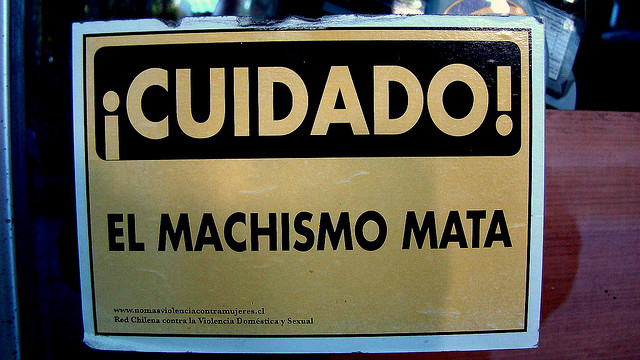 ¡CUIDADO!
EL MACHISMO MATA
www.nomasviolenciacontramujeres.cl
Red Chilena contra la Violencia Doméstica y Sexual